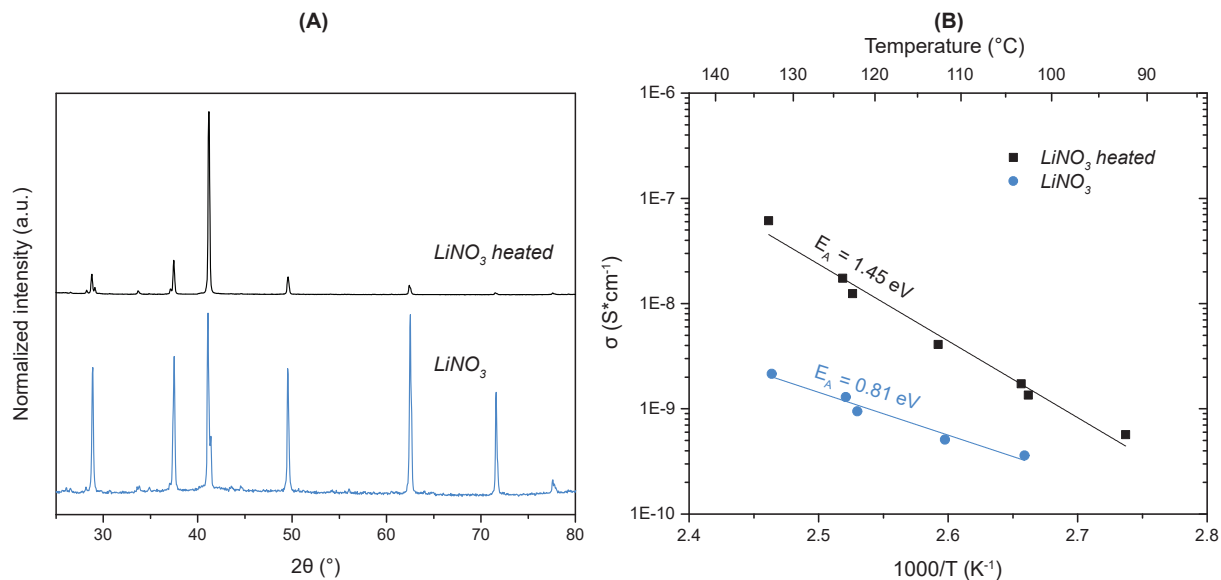 (A)
Normalized intensity (a.u.)
LiNO₃ heated
LiNO₃
30 40 50 60 70 80
2θ (°)
(B)
Temperature (°C)
140 130 120 110 100 90
1E-6
1E-7
1E-8
1E-9
1E-10
σ (S*cm⁻¹)
LiNO₃ heated
LiNO₃
E_A = 1.45 eV
E_A = 0.81 eV
2.4 2.5 2.6 2.7 2.8
1000/T (K⁻¹)